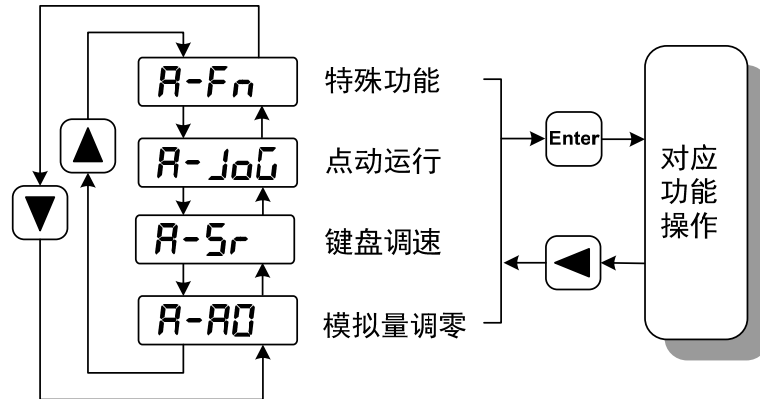 A-Fn 特殊功能
A-JoG 点动运行
A-Sr 键盘调速
A-A0 模拟量调零
Enter
对应
功能
操作